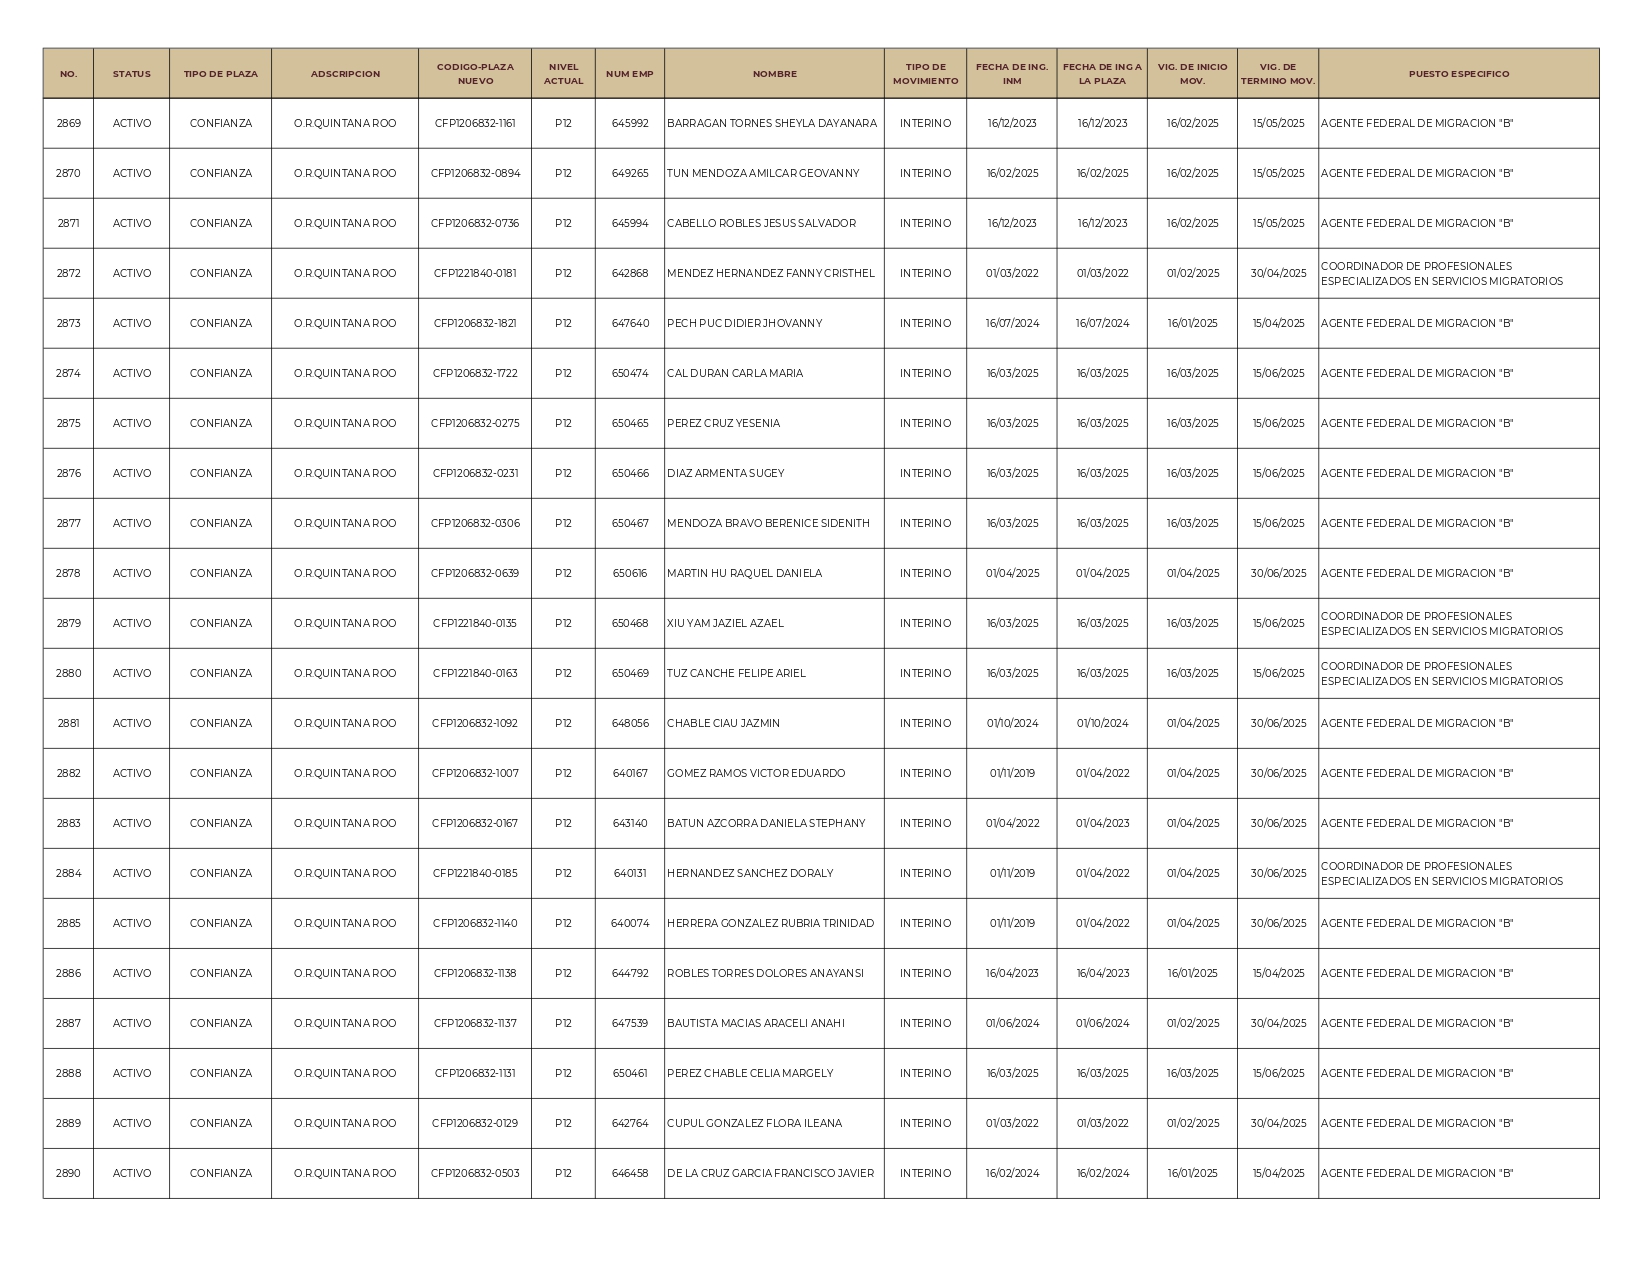 NO. STATUS TIPO DE PLAZA ADSCRIPCION CODIGO-PLAZA NUEVO NIVEL ACTUAL NUM EMP NOMBRE TIPO DE MOVIMIENTO FECHA DE ING. INM FECHA DE ING A LA PLAZA VIG. DE INICIO MOV. VIG. DE TERMINO MOV. PUESTO ESPECIFICO
2869 ACTIVO CONFIANZA O.R.QUINTANA ROO CFP1206832-1161 P12 645992 BARRAGAN TORNES SHEYLA DAYANARA INTERINO 16/12/2023 16/12/2023 16/02/2025 15/05/2025 AGENTE FEDERAL DE MIGRACION "B"
2870 ACTIVO CONFIANZA O.R.QUINTANA ROO CFP1206832-0894 P12 649265 TUN MENDOZA AMILCAR GEOVANNY INTERINO 16/02/2025 16/02/2025 16/02/2025 15/05/2025 AGENTE FEDERAL DE MIGRACION "B"
2871 ACTIVO CONFIANZA O.R.QUINTANA ROO CFP1206832-0736 P12 645994 CABELLO ROBLES JESUS SALVADOR INTERINO 16/12/2023 16/12/2023 16/02/2025 15/05/2025 AGENTE FEDERAL DE MIGRACION "B"
2872 ACTIVO CONFIANZA O.R.QUINTANA ROO CFP1221840-0181 P12 642868 MENDEZ HERNANDEZ FANNY CRISTHEL INTERINO 01/03/2022 01/03/2022 01/02/2025 30/04/2025 COORDINADOR DE PROFESIONALES
ESPECIALIZADOS EN SERVICIOS MIGRATORIOS
2873 ACTIVO CONFIANZA O.R.QUINTANA ROO CFP1206832-1821 P12 647640 PECH PUC DIDIER JHOVANNY INTERINO 16/07/2024 16/07/2024 16/01/2025 15/04/2025 AGENTE FEDERAL DE MIGRACION "B"
2874 ACTIVO CONFIANZA O.R.QUINTANA ROO CFP1206832-1722 P12 650474 CAL DURAN CARLA MARIA INTERINO 16/03/2025 16/03/2025 16/03/2025 15/06/2025 AGENTE FEDERAL DE MIGRACION "B"
2875 ACTIVO CONFIANZA O.R.QUINTANA ROO CFP1206832-0275 P12 650465 PEREZ CRUZ YESENIA INTERINO 16/03/2025 16/03/2025 16/03/2025 15/06/2025 AGENTE FEDERAL DE MIGRACION "B"
2876 ACTIVO CONFIANZA O.R.QUINTANA ROO CFP1206832-0231 P12 650466 DIAZ ARMENTA SUGEY INTERINO 16/03/2025 16/03/2025 16/03/2025 15/06/2025 AGENTE FEDERAL DE MIGRACION "B"
2877 ACTIVO CONFIANZA O.R.QUINTANA ROO CFP1206832-0306 P12 650467 MENDOZA BRAVO BERENICE SIDENITH INTERINO 16/03/2025 16/03/2025 16/03/2025 15/06/2025 AGENTE FEDERAL DE MIGRACION "B"
2878 ACTIVO CONFIANZA O.R.QUINTANA ROO CFP1206832-0639 P12 650616 MARTIN HU RAQUEL DANIELA INTERINO 01/04/2025 01/04/2025 01/04/2025 30/06/2025 AGENTE FEDERAL DE MIGRACION "B"
2879 ACTIVO CONFIANZA O.R.QUINTANA ROO CFP1221840-0135 P12 650468 XIU YAM JAZIEL AZAEL INTERINO 16/03/2025 16/03/2025 16/03/2025 15/06/2025 COORDINADOR DE PROFESIONALES
ESPECIALIZADOS EN SERVICIOS MIGRATORIOS
2880 ACTIVO CONFIANZA O.R.QUINTANA ROO CFP1221840-0163 P12 650469 TUZ CANCHE FELIPE ARIEL INTERINO 16/03/2025 16/03/2025 16/03/2025 15/06/2025 COORDINADOR DE PROFESIONALES
ESPECIALIZADOS EN SERVICIOS MIGRATORIOS
2881 ACTIVO CONFIANZA O.R.QUINTANA ROO CFP1206832-1092 P12 648056 CHABLE CIAU JAZMIN INTERINO 01/10/2024 01/10/2024 01/04/2025 30/06/2025 AGENTE FEDERAL DE MIGRACION "B"
2882 ACTIVO CONFIANZA O.R.QUINTANA ROO CFP1206832-1007 P12 640167 GOMEZ RAMOS VICTOR EDUARDO INTERINO 01/11/2019 01/04/2022 01/04/2025 30/06/2025 AGENTE FEDERAL DE MIGRACION "B"
2883 ACTIVO CONFIANZA O.R.QUINTANA ROO CFP1206832-0167 P12 643140 BATUN AZCORRA DANIELA STEPHANY INTERINO 01/04/2022 01/04/2023 01/04/2025 30/06/2025 AGENTE FEDERAL DE MIGRACION "B"
2884 ACTIVO CONFIANZA O.R.QUINTANA ROO CFP1221840-0185 P12 640131 HERNANDEZ SANCHEZ DORALY INTERINO 01/11/2019 01/04/2022 01/04/2025 30/06/2025 COORDINADOR DE PROFESIONALES
ESPECIALIZADOS EN SERVICIOS MIGRATORIOS
2885 ACTIVO CONFIANZA O.R.QUINTANA ROO CFP1206832-1140 P12 640074 HERRERA GONZALEZ RUBRIA TRINIDAD INTERINO 01/11/2019 01/04/2022 01/04/2025 30/06/2025 AGENTE FEDERAL DE MIGRACION "B"
2886 ACTIVO CONFIANZA O.R.QUINTANA ROO CFP1206832-1138 P12 644792 ROBLES TORRES DOLORES ANAYANSI INTERINO 16/04/2023 16/04/2023 16/01/2025 15/04/2025 AGENTE FEDERAL DE MIGRACION "B"
2887 ACTIVO CONFIANZA O.R.QUINTANA ROO CFP1206832-1137 P12 647539 BAUTISTA MACIAS ARACELI ANAHI INTERINO 01/06/2024 01/06/2024 01/02/2025 30/04/2025 AGENTE FEDERAL DE MIGRACION "B"
2888 ACTIVO CONFIANZA O.R.QUINTANA ROO CFP1206832-1131 P12 650461 PEREZ CHABLE CELIA MARGELY INTERINO 16/03/2025 16/03/2025 16/03/2025 15/06/2025 AGENTE FEDERAL DE MIGRACION "B"
2889 ACTIVO CONFIANZA O.R.QUINTANA ROO CFP1206832-0129 P12 642764 CUPUL GONZALEZ FLORA ILEANA INTERINO 01/03/2022 01/03/2022 01/02/2025 30/04/2025 AGENTE FEDERAL DE MIGRACION "B"
2890 ACTIVO CONFIANZA O.R.QUINTANA ROO CFP1206832-0503 P12 646458 DE LA CRUZ GARCIA FRANCISCO JAVIER INTERINO 16/02/2024 16/02/2024 16/01/2025 15/04/2025 AGENTE FEDERAL DE MIGRACION "B"